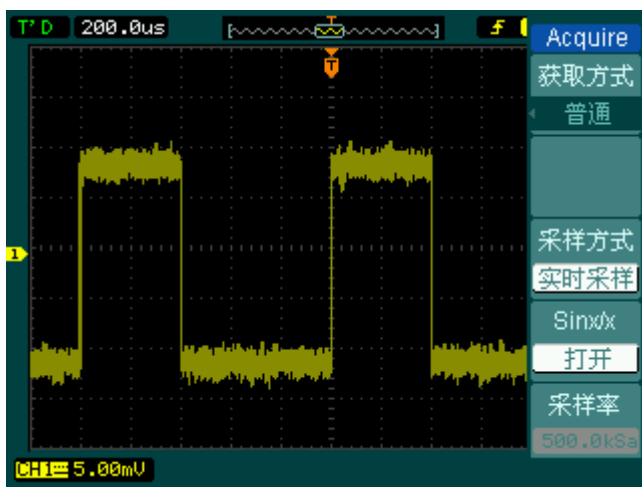 T'D 200.0us
T
T
1
Acquire
获取方式
普通
采样方式
实时采样
Sinx/x
打开
采样率
500.0kSa
CH1 5.00mV